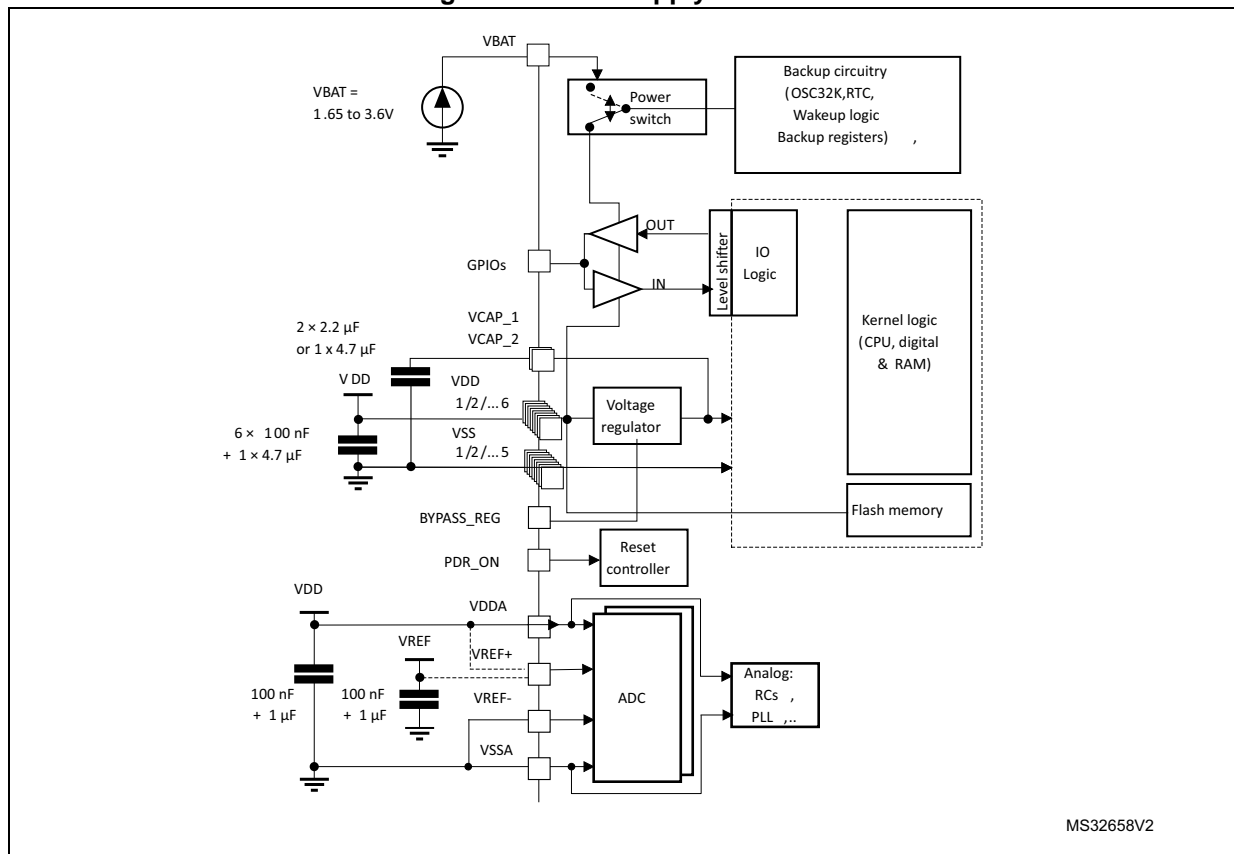 VBAT
VBAT =
1.65 to 3.6V
Power
switch
Backup circuitry
(OSC32K,RTC,
Wakeup logic
Backup registers) ,
OUT
GPIOs
IN
Level shifter
IO
Logic
Kernel logic
(CPU, digital
& RAM)
VCAP_1
VCAP_2
2 × 2.2 µF
or 1 x 4.7 µF
V DD
VDD
1/2/... 6
Voltage
regulator
VSS
1/2/... 5
6 × 100 nF
+ 1 × 4.7 µF
Flash memory
BYPASS_REG
PDR_ON
Reset
controller
VDD
VDDA
VREF
VREF+
100 nF
+ 1 µF
100 nF
+ 1 µF
VREF-
VSSA
ADC
Analog:
RCs ,
PLL ,..
MS32658V2